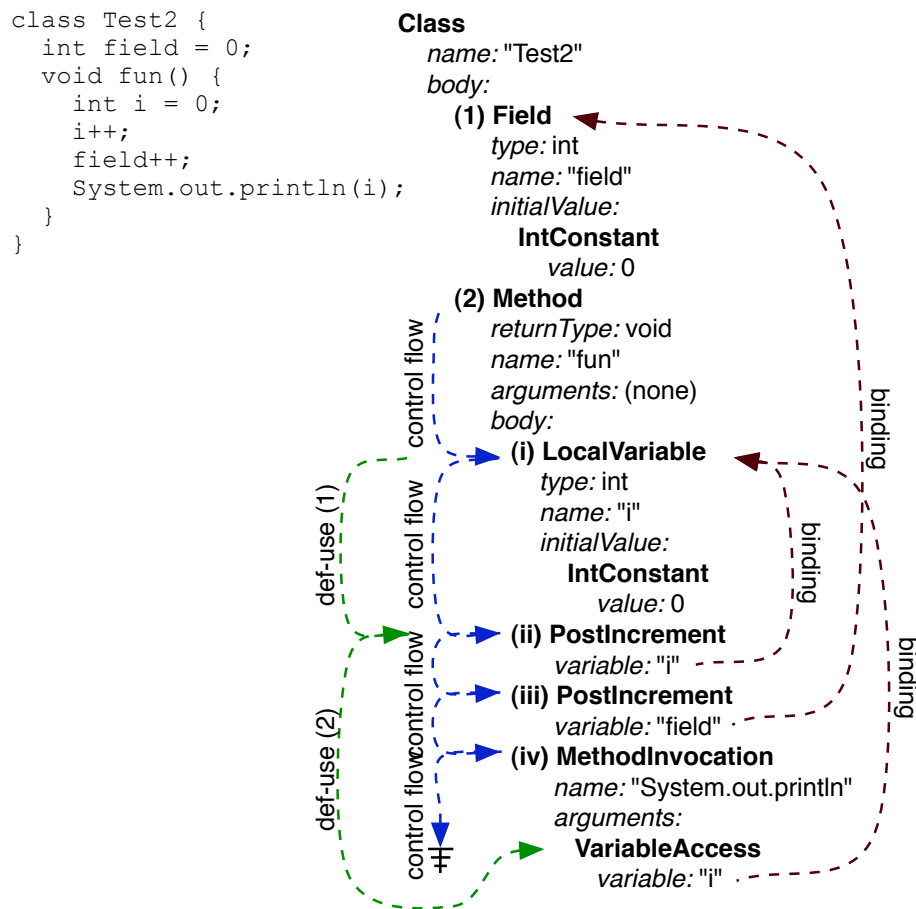 class Test2 {
  int field = 0;
  void fun() {
    int i = 0;
    i++;
    field++;
    System.out.println(i);
  }
}
Class
name: "Test2"
body:
(1) Field
type: int
name: "field"
initialValue:
IntConstant
value: 0
(2) Method
returnType: void
name: "fun"
arguments: (none)
body:
(i) LocalVariable
type: int
name: "i"
initialValue:
IntConstant
value: 0
(ii) PostIncrement
variable: "i"
(iii) PostIncrement
variable: "field"
(iv) MethodInvocation
name: "System.out.println"
arguments:
VariableAccess
variable: "i"
control flow
control flow
control flow
control flow
def-use (1)
def-use (2)
binding
binding
binding